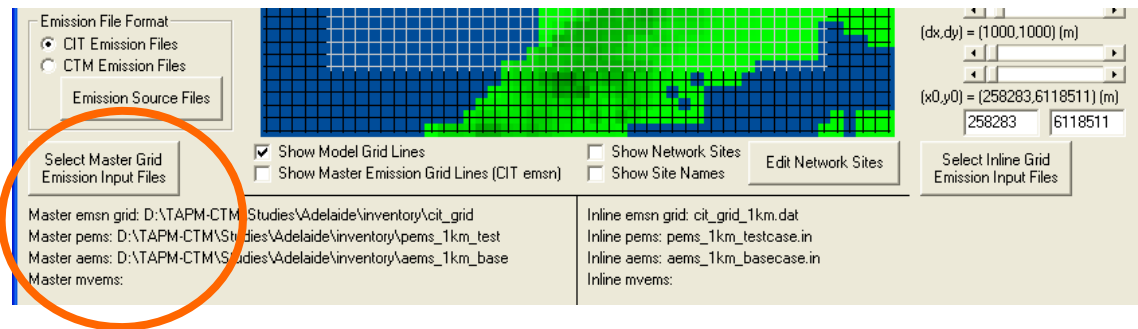 Emission File Format
CIT Emission Files
CTM Emission Files
Emission Source Files
Select Master Grid
Emission Input Files
Show Model Grid Lines
Show Master Emission Grid Lines (CIT emsn)
Show Network Sites
Show Site Names
Edit Network Sites
(dx,dy) = (1000,1000) (m)
(x0,y0) = (258283,6118511) (m)
258283 6118511
Select Inline Grid
Emission Input Files
Master emsn grid: D:\TAPM-CTM\Studies\Adelaide\inventory\cit_grid
Master pems: D:\TAPM-CTM\Studies\Adelaide\inventory\pems_1km_test
Master aems: D:\TAPM-CTM\Studies\Adelaide\inventory\aems_1km_base
Master mvems:
Inline emsn grid: cit_grid_1km.dat
Inline pems: pems_1km_testcase.in
Inline aems: aems_1km_basecase.in
Inline mvems: